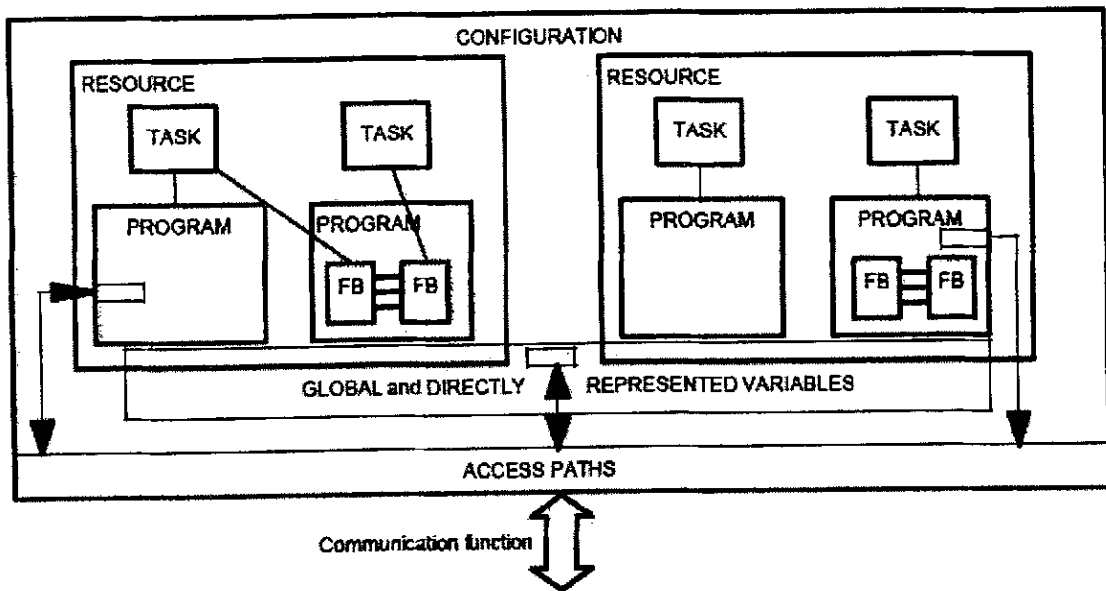 CONFIGURATION
RESOURCE
RESOURCE
TASK
TASK
TASK
TASK
PROGRAM
PROGRAM
PROGRAM
PROGRAM
FB
FB
FB
FB
GLOBAL and DIRECTLY REPRESENTED VARIABLES
ACCESS PATHS
Communication function